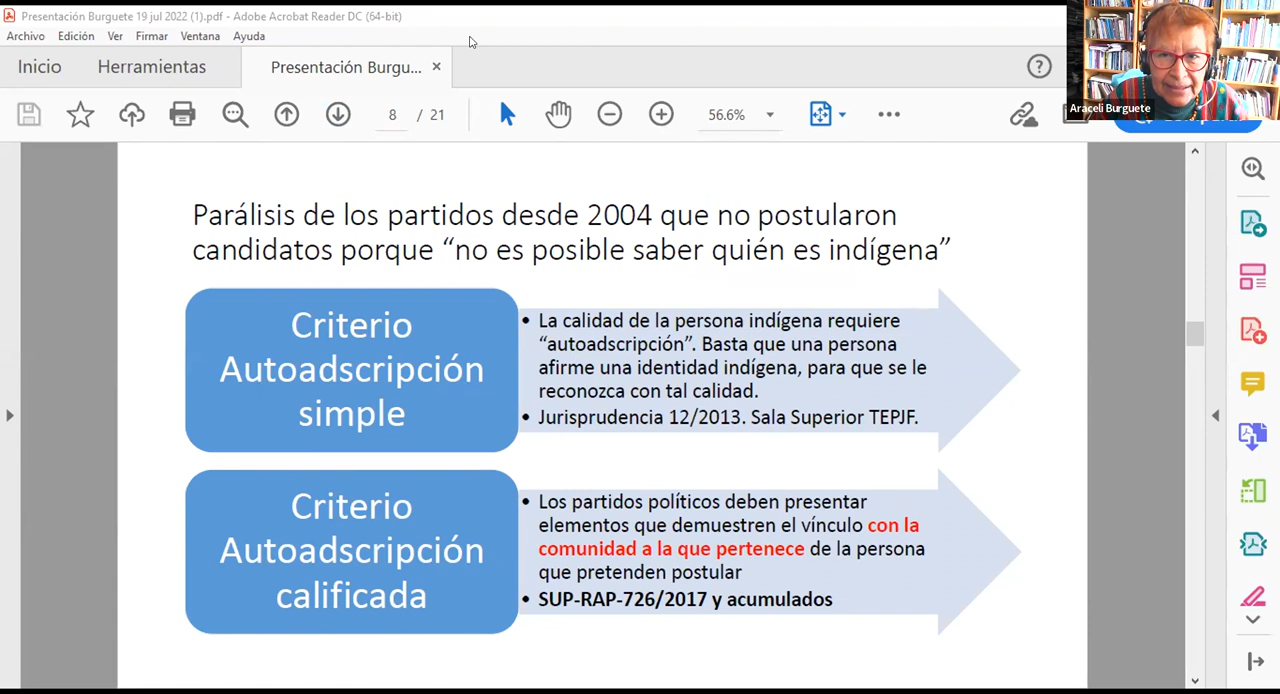 Presentación Burguete 19 jul 2022 (1).pdf - Adobe Acrobat Reader DC (64-bit)
Archivo Edición Ver Firmar Ventana Ayuda
Inicio Herramientas Presentación Burgu... ×
8 / 21 56.6%
Araceli Burguete
Parálisis de los partidos desde 2004 que no postularon
candidatos porque “no es posible saber quién es indígena”
Criterio
Autoadscripción
simple
• La calidad de la persona indígena requiere
“autoadscripción”. Basta que una persona
afirme una identidad indígena, para que se le
reconozca con tal calidad.
• Jurisprudencia 12/2013. Sala Superior TEPJF.
Criterio
Autoadscripción
calificada
• Los partidos políticos deben presentar
elementos que demuestren el vínculo con la
comunidad a la que pertenece de la persona
que pretenden postular
• SUP-RAP-726/2017 y acumulados